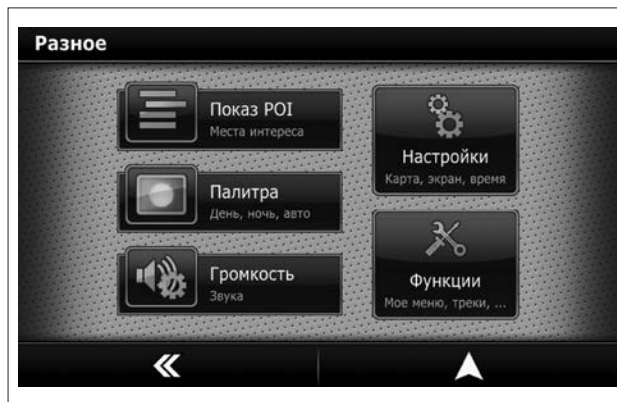 Разное
Показ POI
Места интереса
Палитра
День, ночь, авто
Громкость
Звука
Настройки
Карта, экран, время
Функции
Мое меню, треки, ...